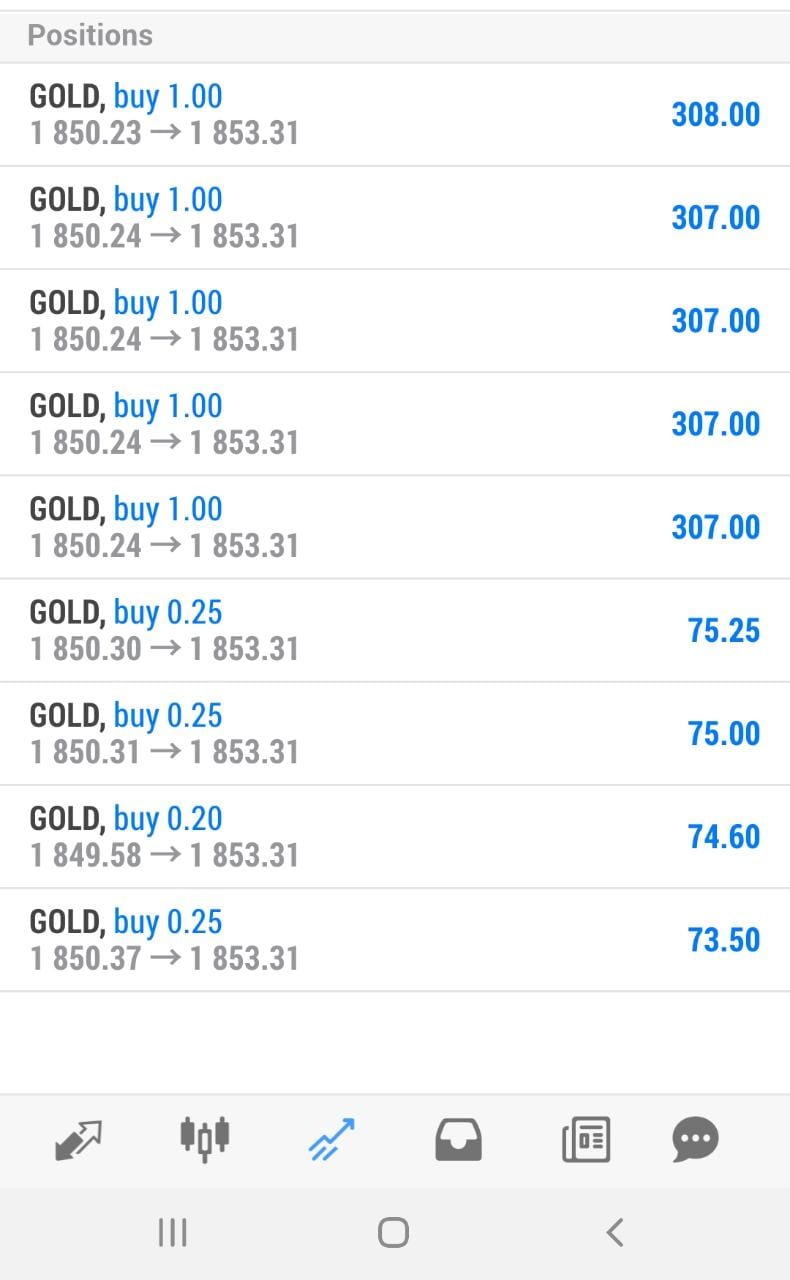 Positions
GOLD, buy 1.00
1 850.23 → 1 853.31
308.00
GOLD, buy 1.00
1 850.24 → 1 853.31
307.00
GOLD, buy 1.00
1 850.24 → 1 853.31
307.00
GOLD, buy 1.00
1 850.24 → 1 853.31
307.00
GOLD, buy 1.00
1 850.24 → 1 853.31
307.00
GOLD, buy 0.25
1 850.30 → 1 853.31
75.25
GOLD, buy 0.25
1 850.31 → 1 853.31
75.00
GOLD, buy 0.20
1 849.58 → 1 853.31
74.60
GOLD, buy 0.25
1 850.37 → 1 853.31
73.50